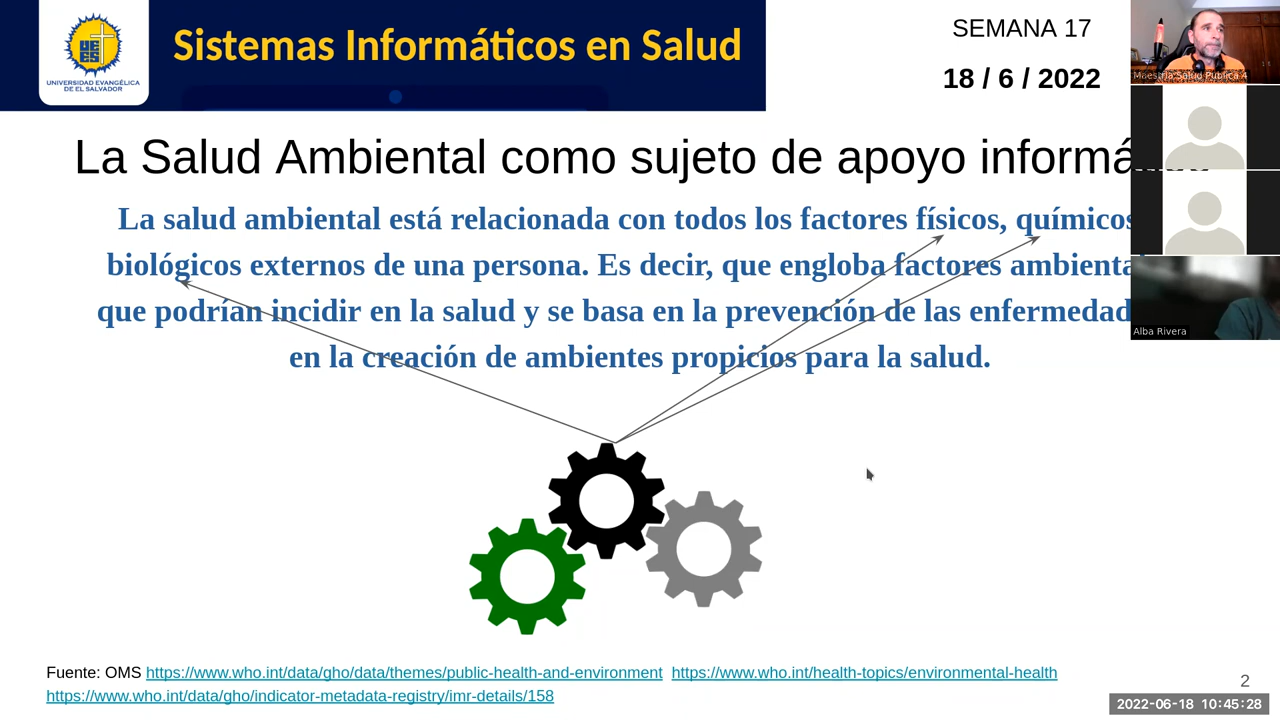 Sistemas Informáticos en Salud
UNIVERSIDAD EVANGÉLICA
DE EL SALVADOR
UE
ES
SEMANA 17
18 / 6 / 2022
Maestria Salud Publica 4
La Salud Ambiental como sujeto de apoyo
La salud ambiental está relacionada con todos los factores físicos, químicos
biológicos externos de una persona. Es decir, que engloba factores
que podrían incidir en la salud y se basa en la prevención de las
en la creación de ambientes propicios para la salud.
Alba Rivera
Fuente: OMS https://www.who.int/data/gho/data/themes/public-health-and-environment https://www.who.int/health-topics/environmental-health
https://www.who.int/data/gho/indicator-metadata-registry/imr-details/158
2
2022-06-18 10:45:28